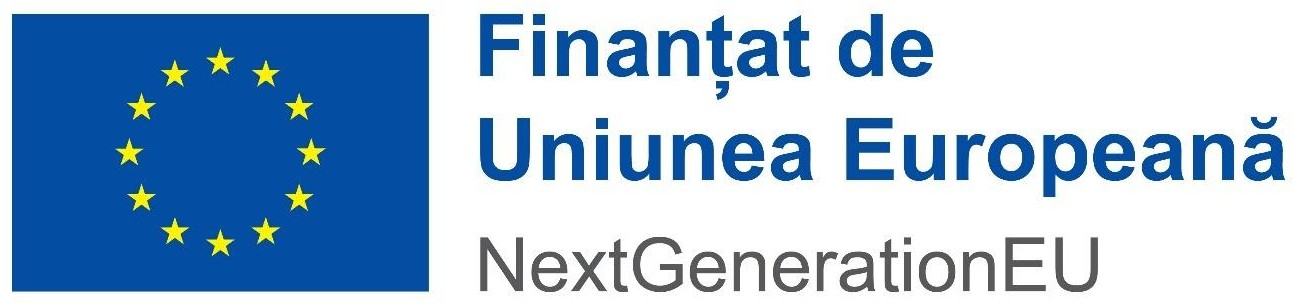 Finanțat de
Uniunea Europeană
NextGenerationEU